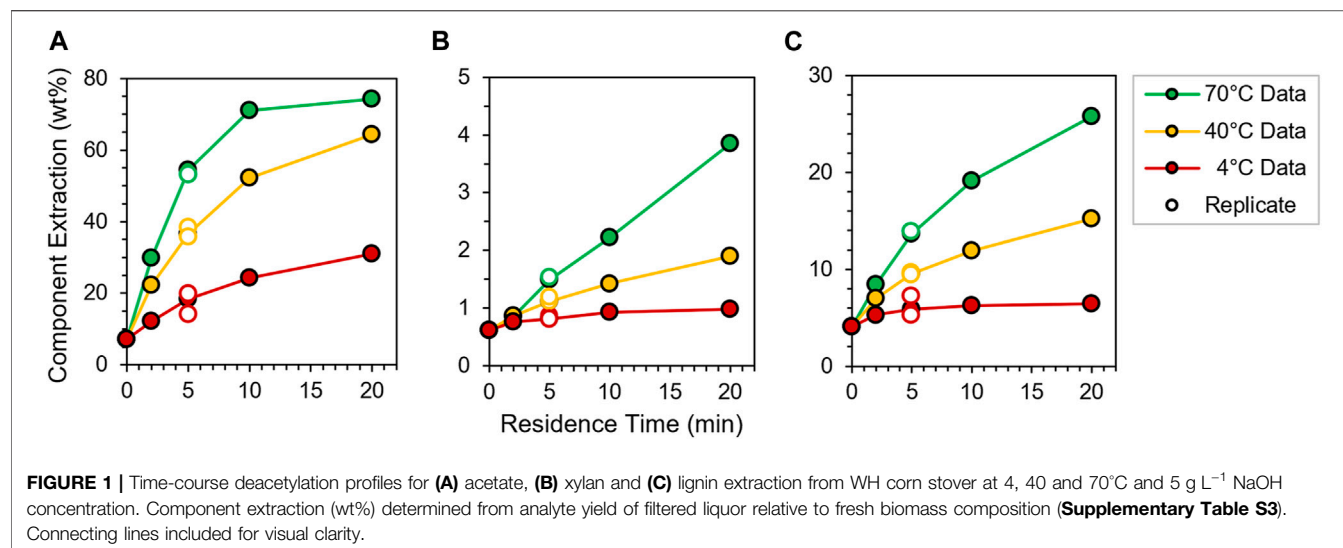 A
B
C
Component Extraction (wt%)
80
60
40
20
0
0 5 10 15 20
5
4
3
2
1
0
0 5 10 15 20
30
20
10
0
0 5 10 15 20
Residence Time (min)
70°C Data
40°C Data
4°C Data
Replicate
FIGURE 1 | Time-course deacetylation profiles for (A) acetate, (B) xylan and (C) lignin extraction from WH corn stover at 4, 40 and 70°C and 5 g L⁻¹ NaOH
concentration. Component extraction (wt%) determined from analyte yield of filtered liquor relative to fresh biomass composition (Supplementary Table S3).
Connecting lines included for visual clarity.